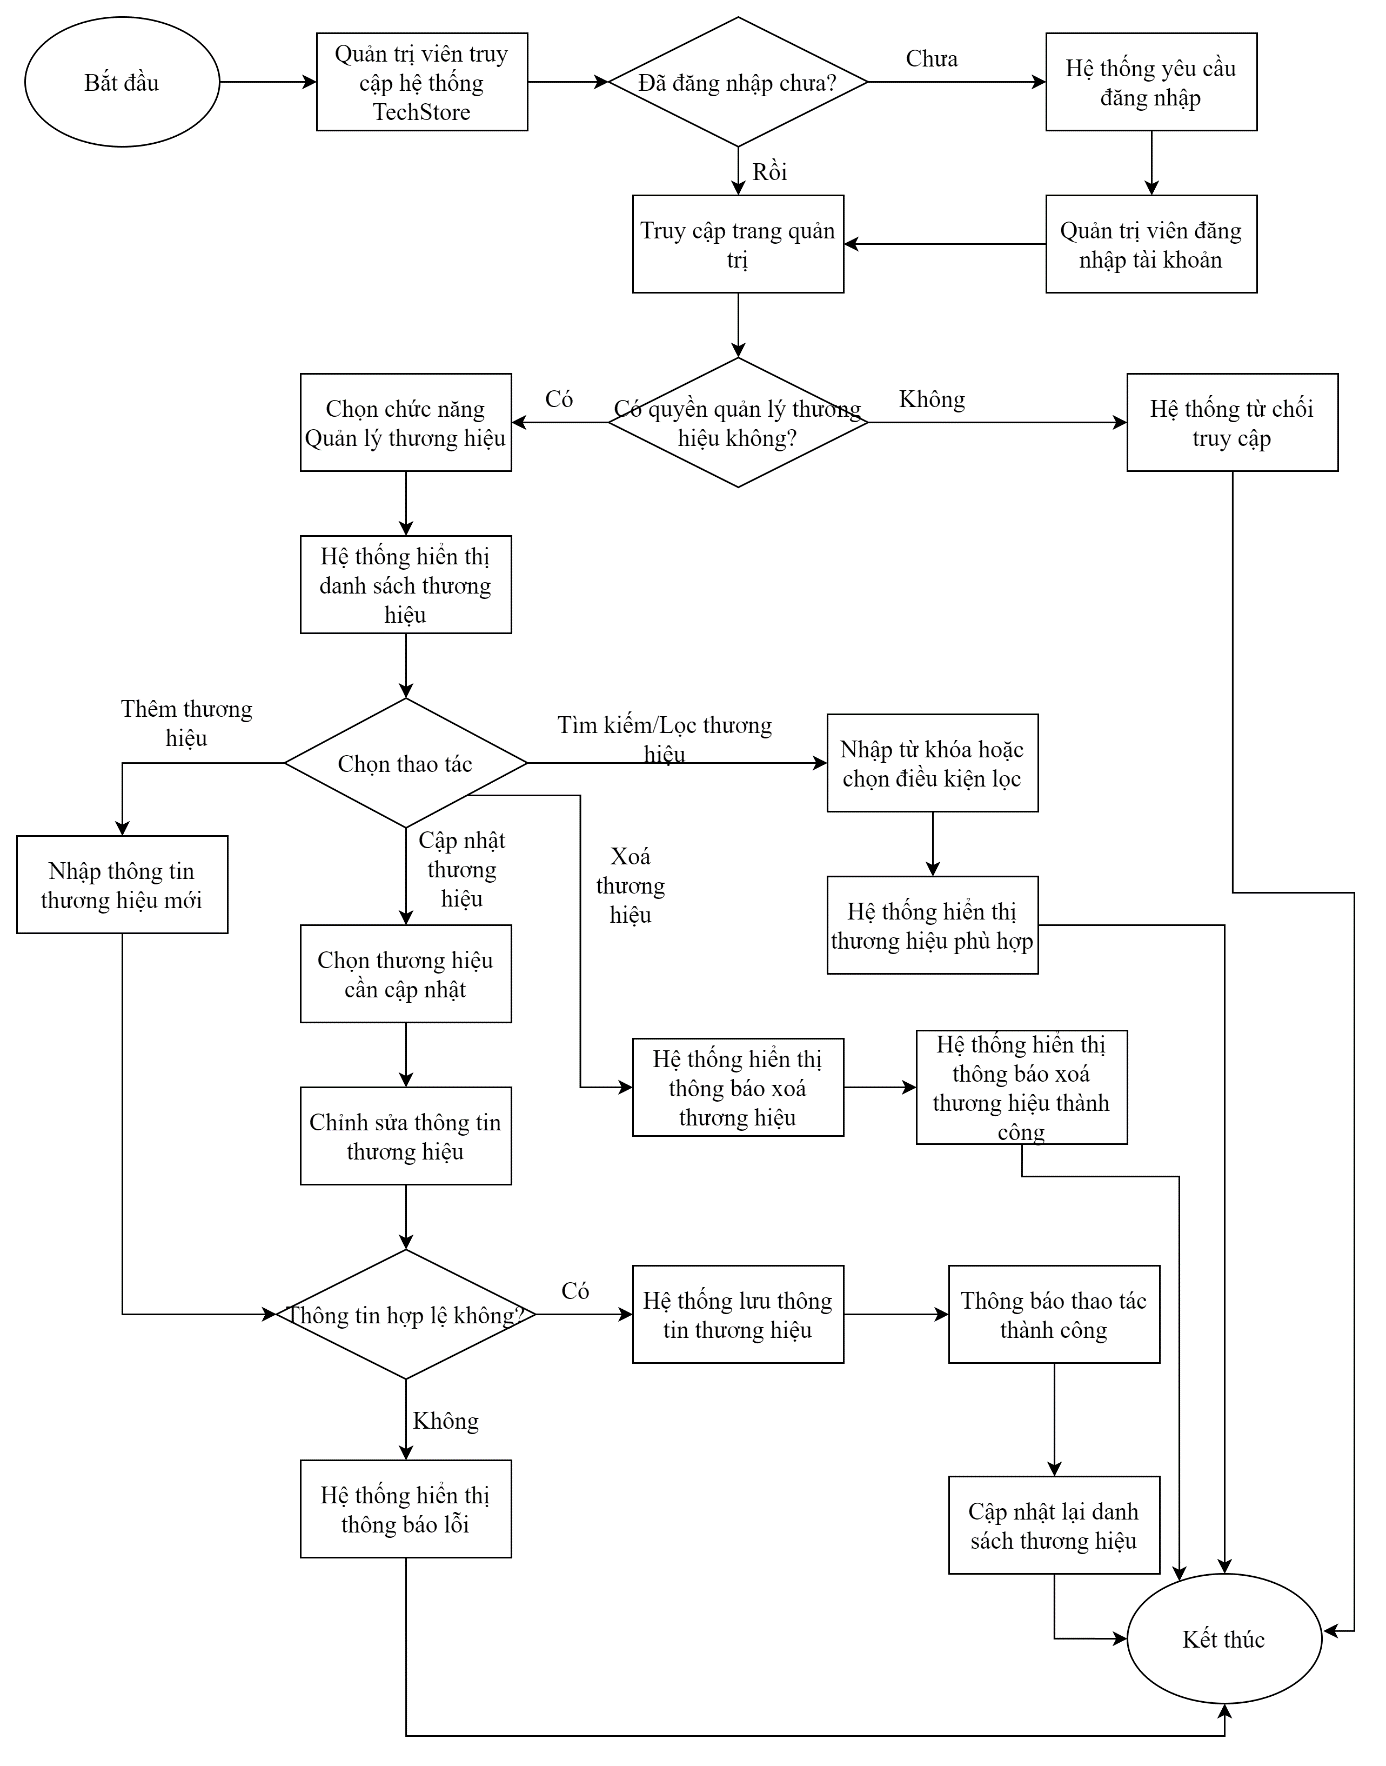 Bắt đầu
Quản trị viên truy
cập hệ thống
TechStore
Đã đăng nhập chưa?
Chưa
Hệ thống yêu cầu
đăng nhập
Rồi
Truy cập trang quản
trị
Quản trị viên đăng
nhập tài khoản
Chọn chức năng
Quản lý thương hiệu
Có
Có quyền quản lý thương
hiệu không?
Không
Hệ thống từ chối
truy cập
Hệ thống hiển thị
danh sách thương
hiệu
Thêm thương
hiệu
Chọn thao tác
Tìm kiếm/Lọc thương
hiệu
Nhập từ khóa hoặc
chọn điều kiện lọc
Cập nhật
thương
hiệu
Xoá
thương
hiệu
Nhập thông tin
thương hiệu mới
Hệ thống hiển thị
thương hiệu phù hợp
Chọn thương hiệu
cần cập nhật
Hệ thống hiển thị
thông báo xoá
thương hiệu
Hệ thống hiển thị
thông báo xoá
thương hiệu thành
công
Chỉnh sửa thông tin
thương hiệu
Thông tin hợp lệ không?
Có
Hệ thống lưu thông
tin thương hiệu
Thông báo thao tác
thành công
Không
Hệ thống hiển thị
thông báo lỗi
Cập nhật lại danh
sách thương hiệu
Kết thúc